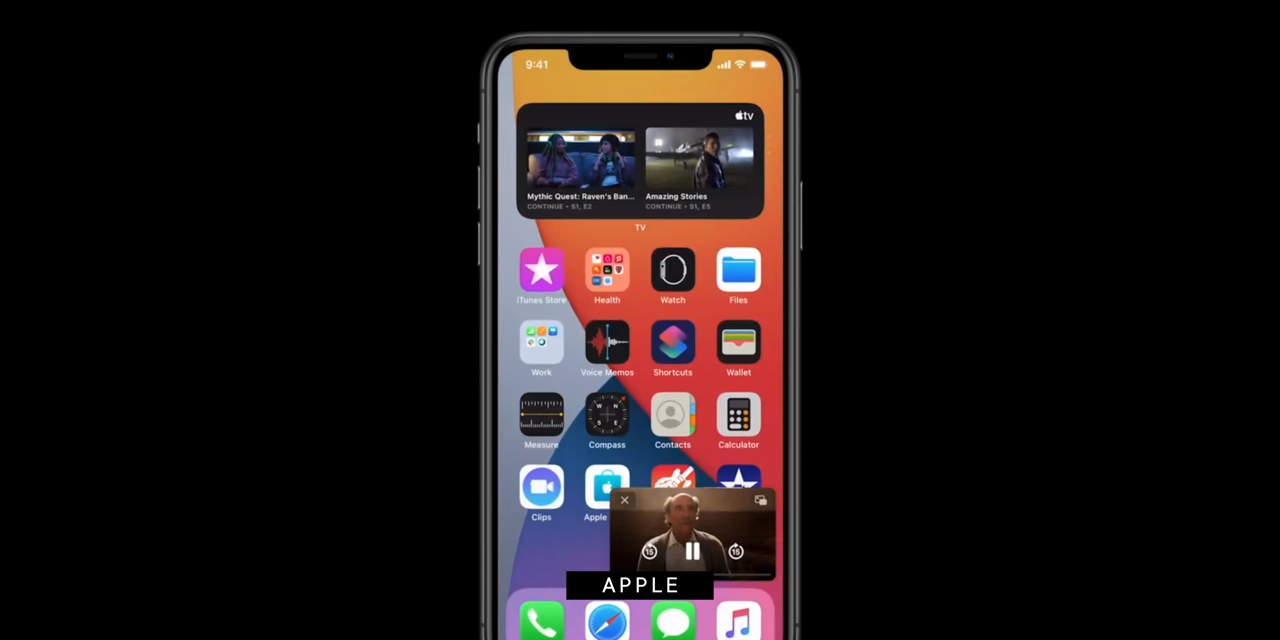 9:41
tv
Mythic Quest: Raven's Ban...
CONTINUE • S1, E2
Amazing Stories
CONTINUE • S1, E5
TV
iTunes Store
Health
Watch
Files
Work
Voice Memos
Shortcuts
Wallet
W N
S E
Measure
Compass
Contacts
Calculator
Clips
Apple
15
15
APPLE